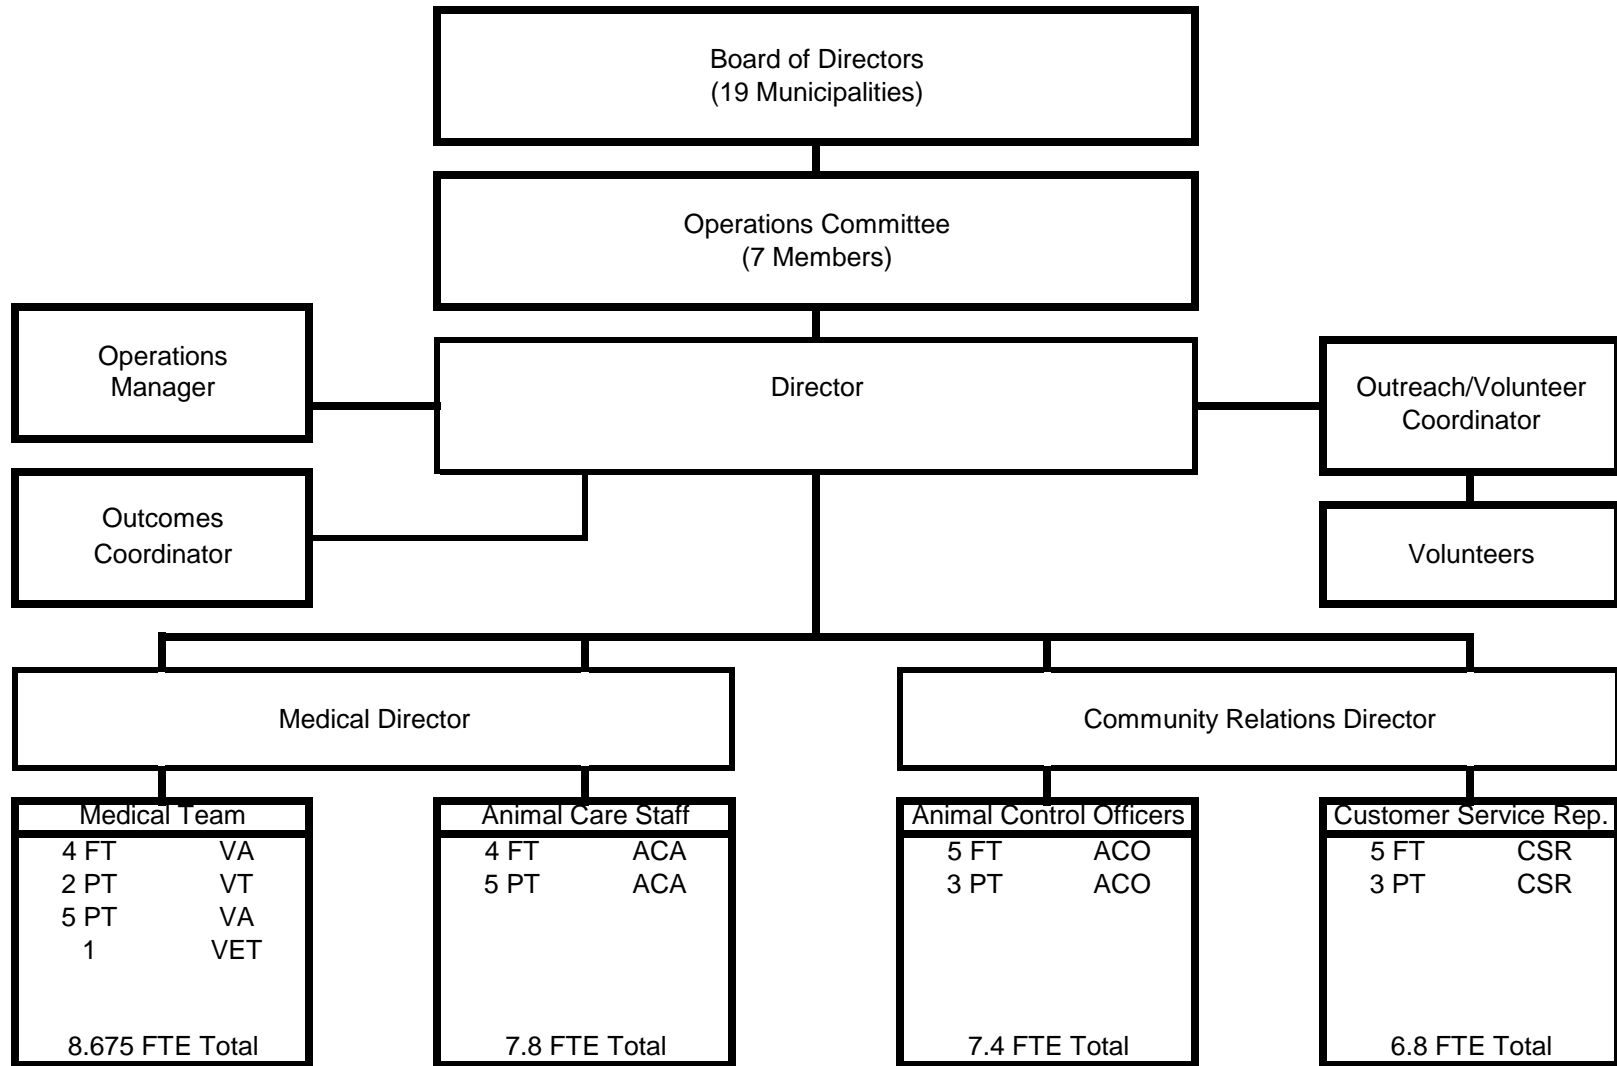 Board of Directors
(19 Municipalities)
Operations Committee
(7 Members)
Operations
Manager
Director
Outreach/Volunteer
Coordinator
Outcomes
Coordinator
Volunteers
Medical Director
Community Relations Director
Medical Team
4 FT VA
2 PT VT
5 PT VA
1 VET
8.675 FTE Total
Animal Care Staff
4 FT ACA
5 PT ACA
7.8 FTE Total
Animal Control Officers
5 FT ACO
3 PT ACO
7.4 FTE Total
Customer Service Rep.
5 FT CSR
3 PT CSR
6.8 FTE Total